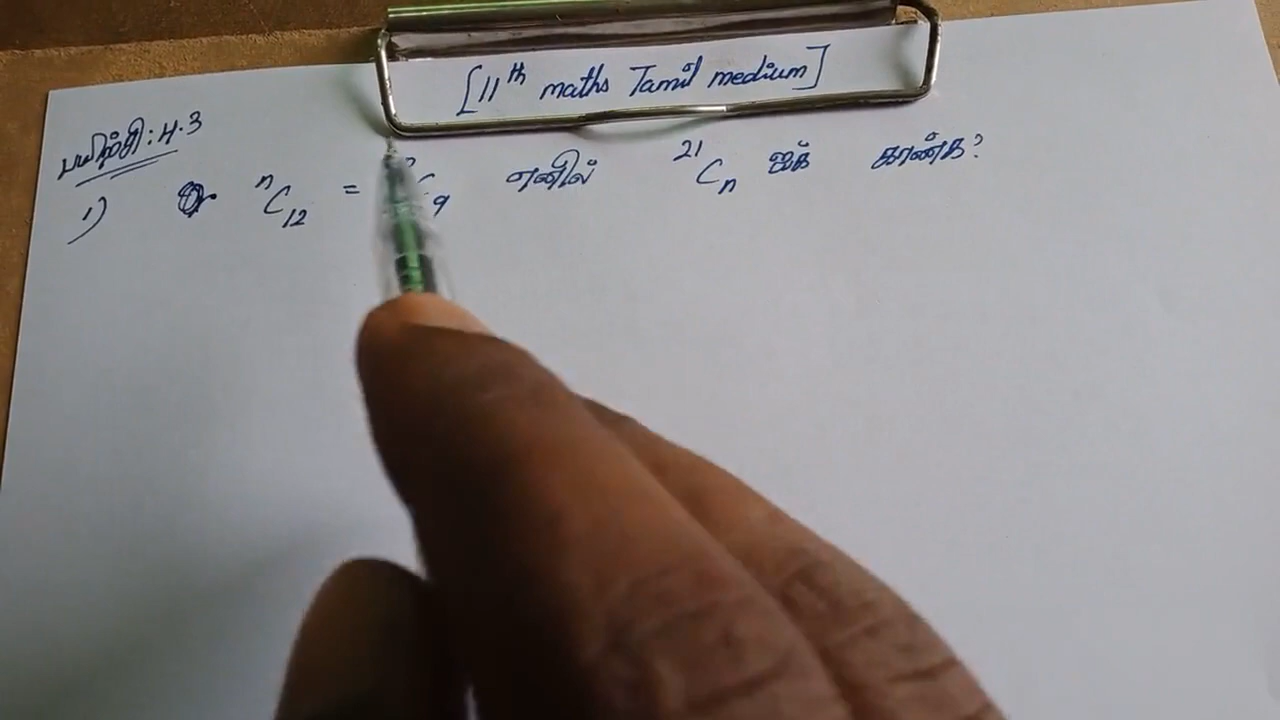 [11th maths Tamil medium]
பயிற்சி: 4.3
1) nC12 = C9 எனில் 21Cn ஐக் காண்க?